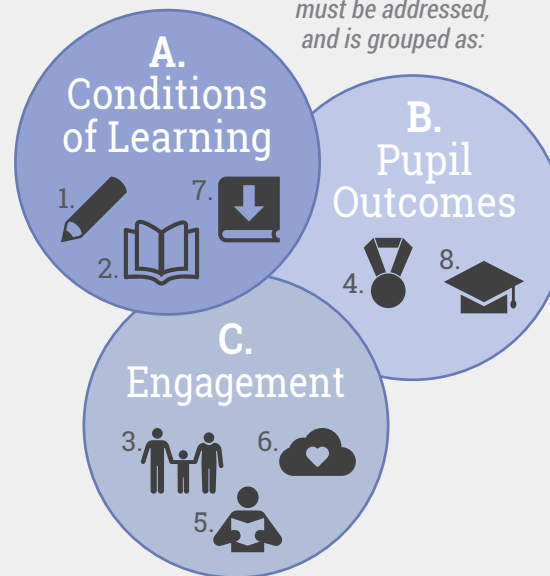 must be addressed,
and is grouped as:
A.
Conditions
of Learning
1.
7.
2.
B.
Pupil
Outcomes
4.
8.
C.
Engagement
3.
6.
5.